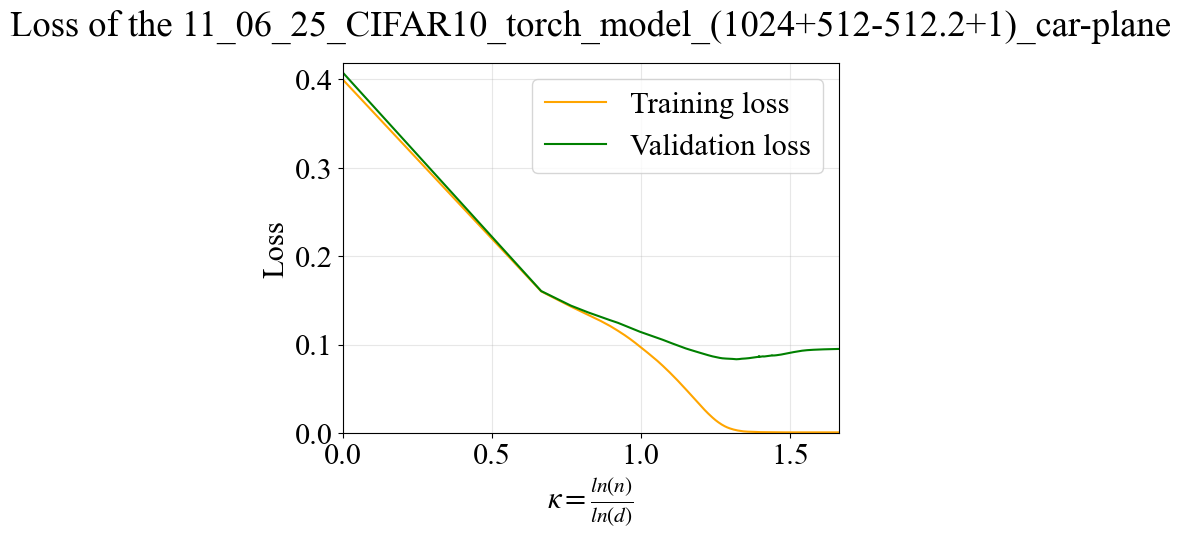 Loss of the 11_06_25_CIFAR10_torch_model_(1024+512-512.2+1)_car-plane
Training loss
Validation loss
Loss
0.4
0.3
0.2
0.1
0.0
0.0 0.5 1.0 1.5
κ = ln(n)/ln(d)